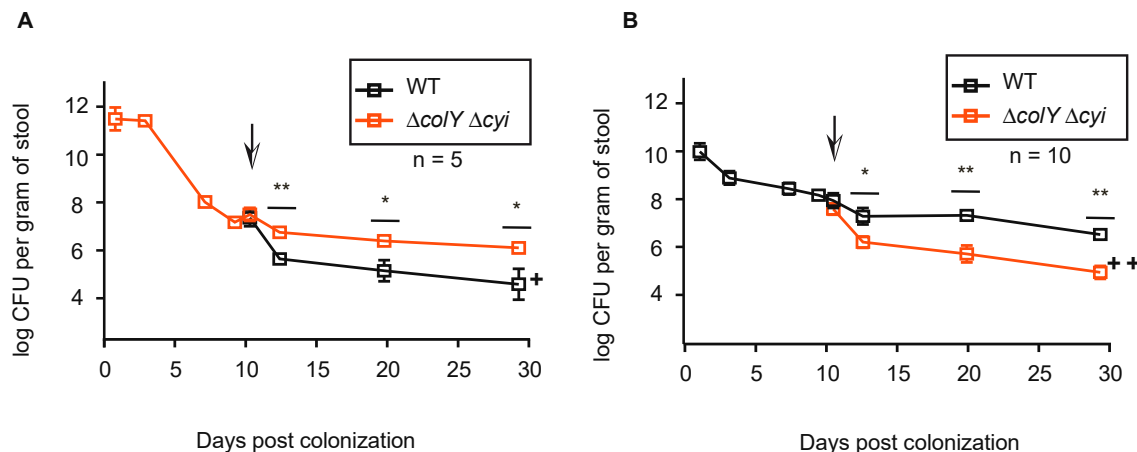 A
log CFU per gram of stool
12
10
8
6
4
0 5 10 15 20 25 30
Days post colonization
WT
ΔcolY Δcyi
n = 5
** * *
+
B
log CFU per gram of stool
12
10
8
6
4
0 5 10 15 20 25 30
Days post colonization
WT
ΔcolY Δcyi
n = 10
* ** **
++